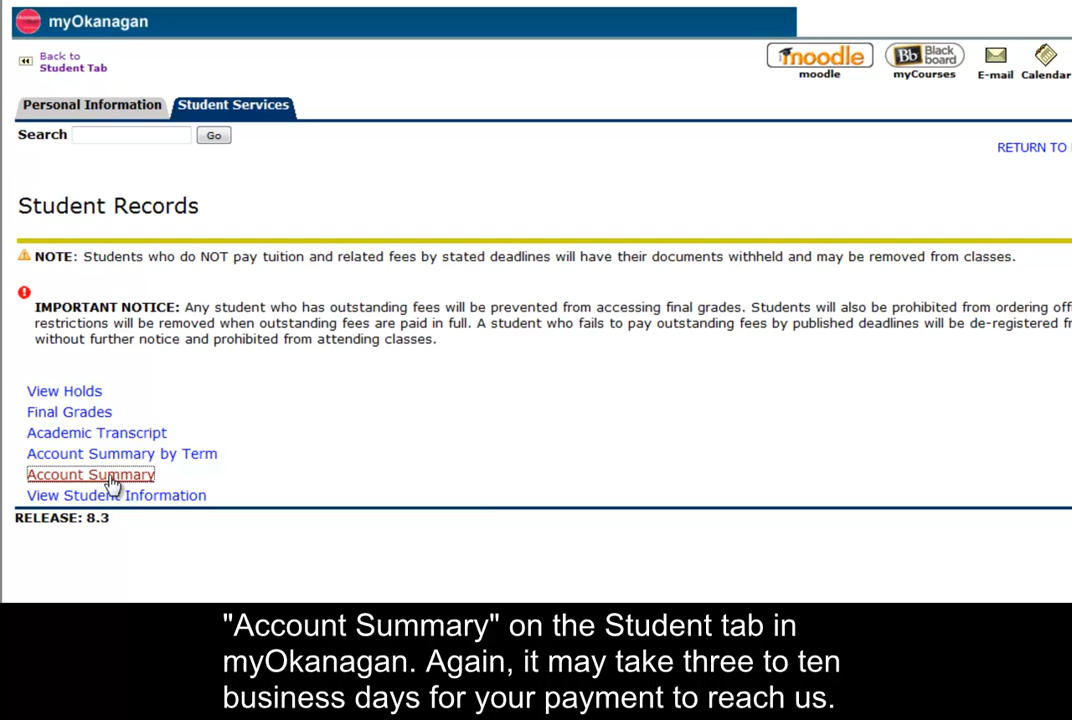 myOkanagan
Back to
Student Tab
moodle
Bb Black board
moodle
myCourses
E-mail
Calendar
Personal Information
Student Services
Search
Go
RETURN TO
Student Records
NOTE: Students who do NOT pay tuition and related fees by stated deadlines will have their documents withheld and may be removed from classes.
IMPORTANT NOTICE: Any student who has outstanding fees will be prevented from accessing final grades. Students will also be prohibited from ordering
restrictions will be removed when outstanding fees are paid in full. A student who fails to pay outstanding fees by published deadlines will be de-registered
without further notice and prohibited from attending classes.
View Holds
Final Grades
Academic Transcript
Account Summary by Term
Account Summary
View Student Information
RELEASE: 8.3
"Account Summary" on the Student tab in
myOkanagan. Again, it may take three to ten
business days for your payment to reach us.